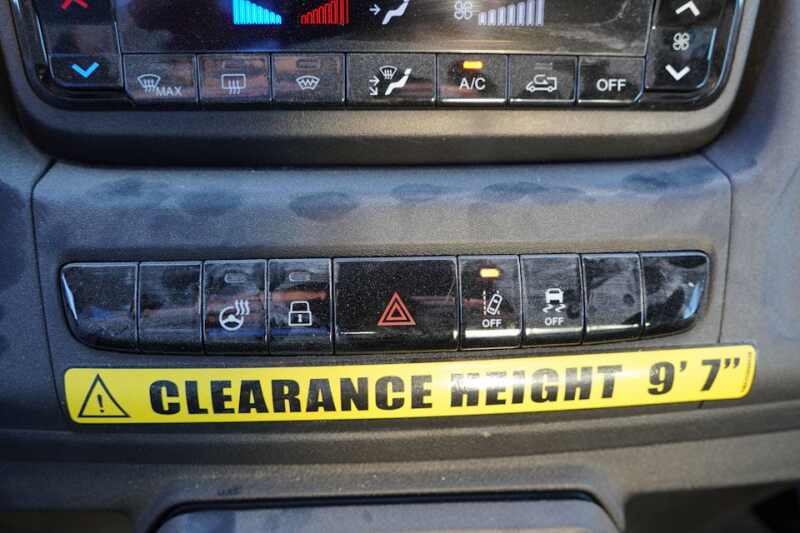 MAX
A/C
OFF
OFF
OFF
CLEARANCE HEIGHT 9' 7"